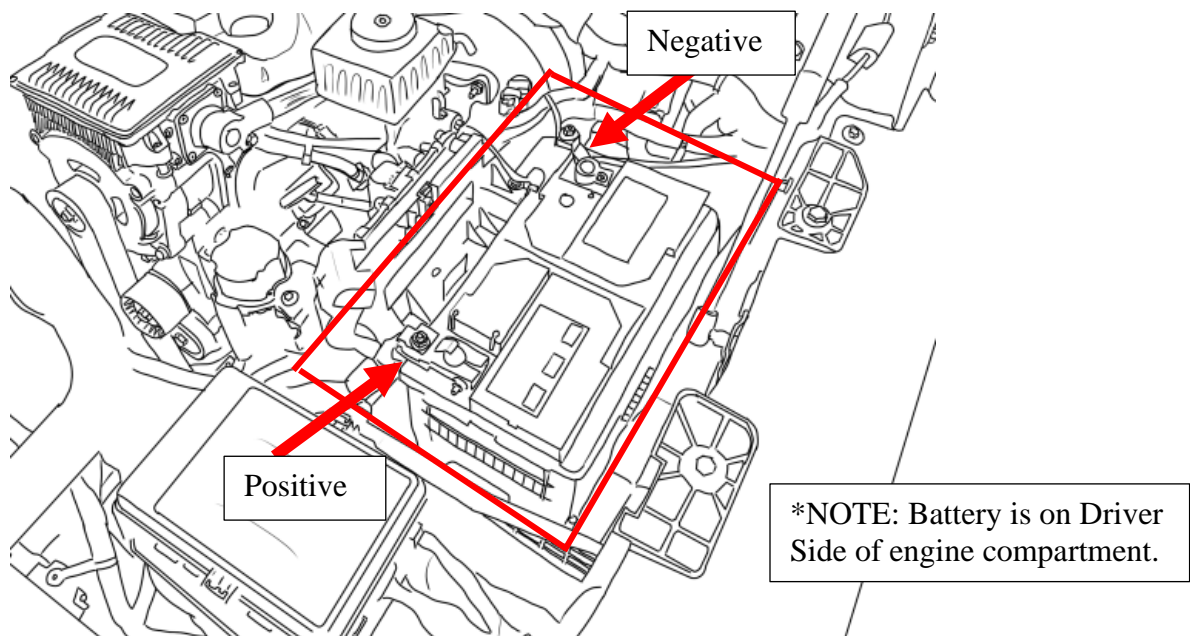 Negative
Positive
*NOTE: Battery is on Driver
Side of engine compartment.